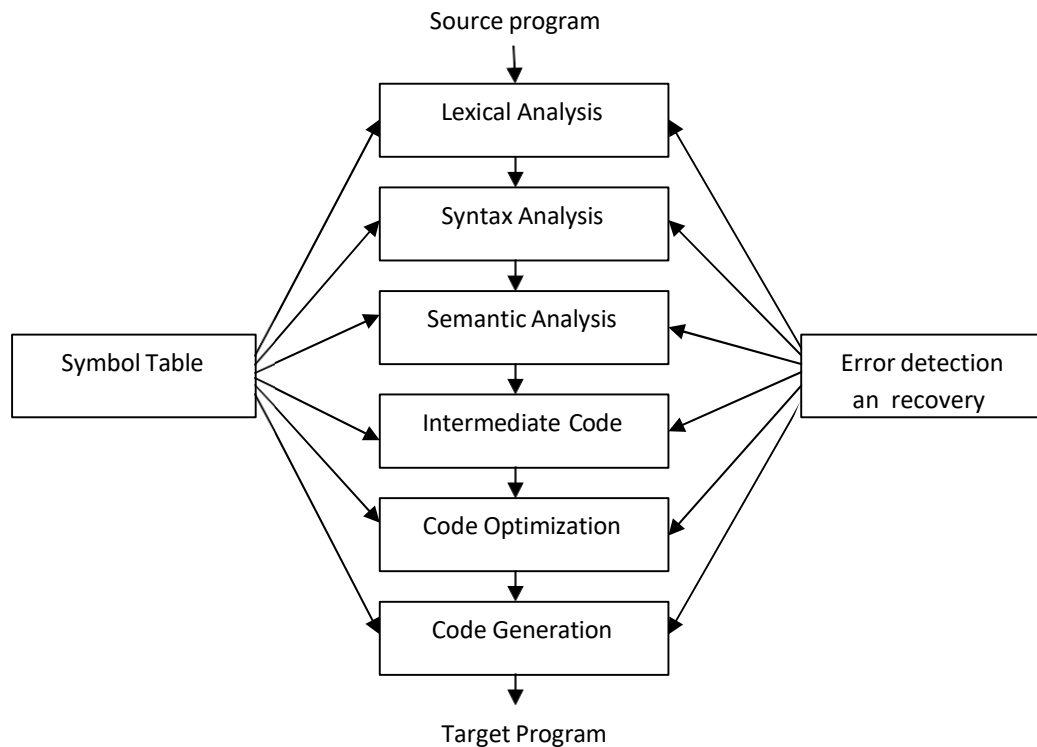 Source program
Lexical Analysis
Syntax Analysis
Semantic Analysis
Symbol Table
Error detection
an recovery
Intermediate Code
Code Optimization
Code Generation
Target Program